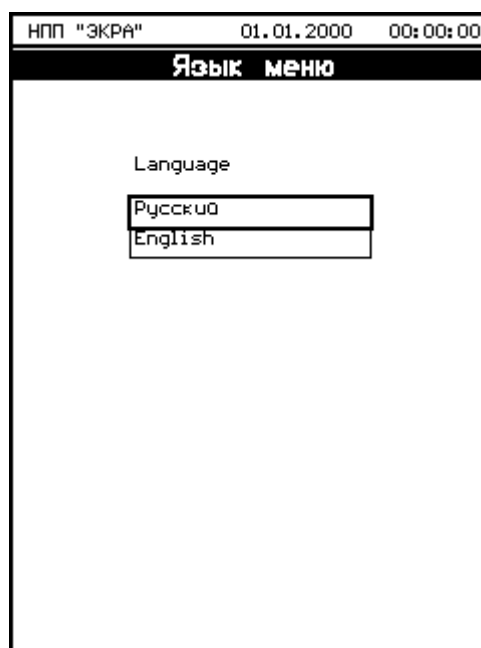 НПП "ЭКРА" 01.01.2000 00:00:00
Язык меню
Language
Русский
English